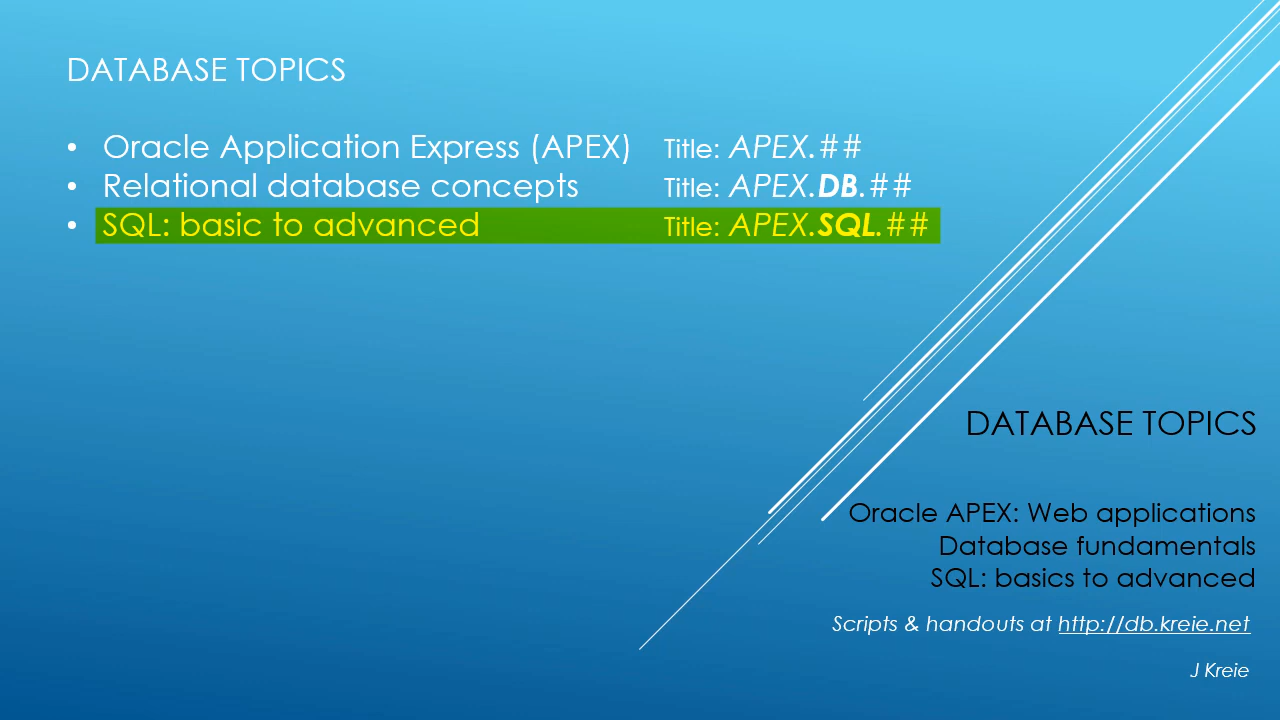 DATABASE TOPICS
• Oracle Application Express (APEX) Title: APEX.##
• Relational database concepts Title: APEX.DB.##
• SQL: basic to advanced Title: APEX.SQL.##
DATABASE TOPICS
Oracle APEX: Web applications
Database fundamentals
SQL: basics to advanced
Scripts & handouts at http://db.kreie.net
J Kreie